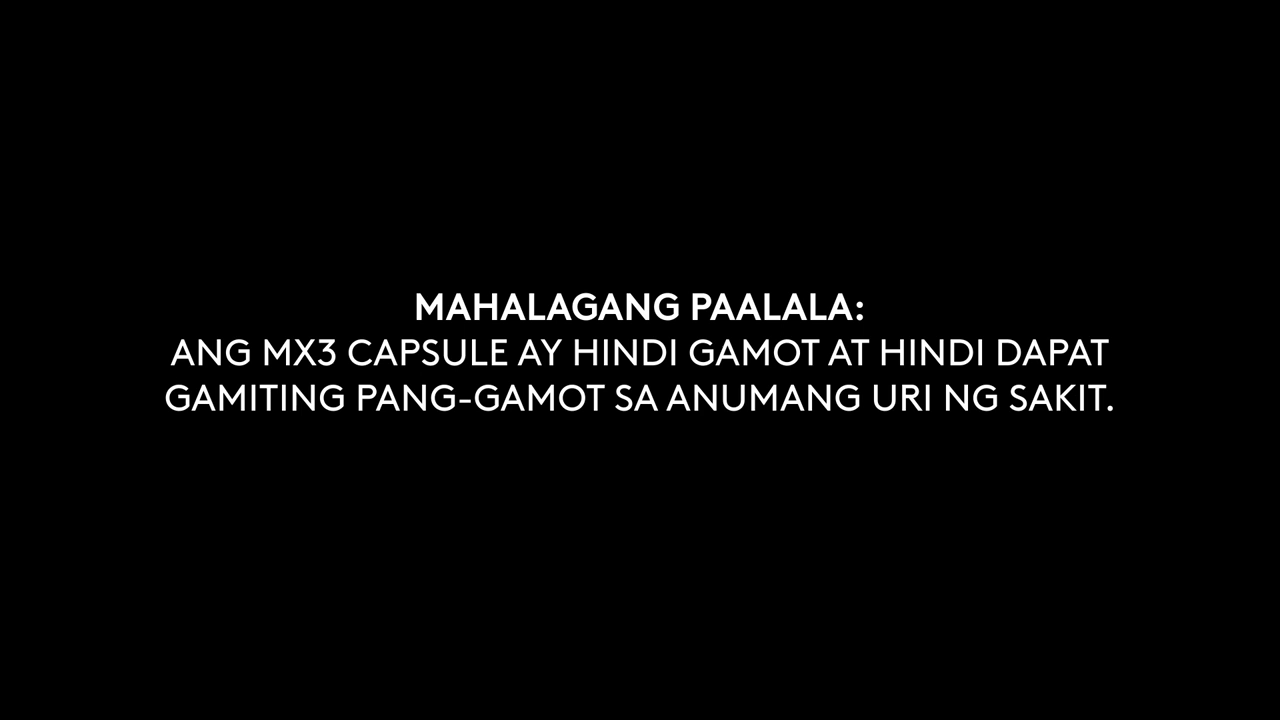 MAHALAGANG PAALALA:
ANG MX3 CAPSULE AY HINDI GAMOT AT HINDI DAPAT
GAMITING PANG-GAMOT SA ANUMANG URI NG SAKIT.